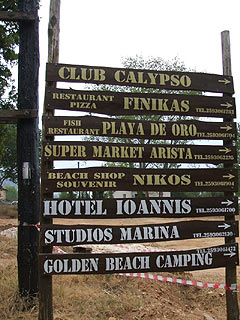 CLUB CALYPSO
RESTAURANT
PIZZA FINIKAS
FISH
RESTAURANT PLAYA DE ORO
SUPER MARKET ARISTA
BEACH SHOP
SOUVENIR NIKOS
HOTEL IOANNIS
STUDIOS MARINA
GOLDEN BEACH CAMPING